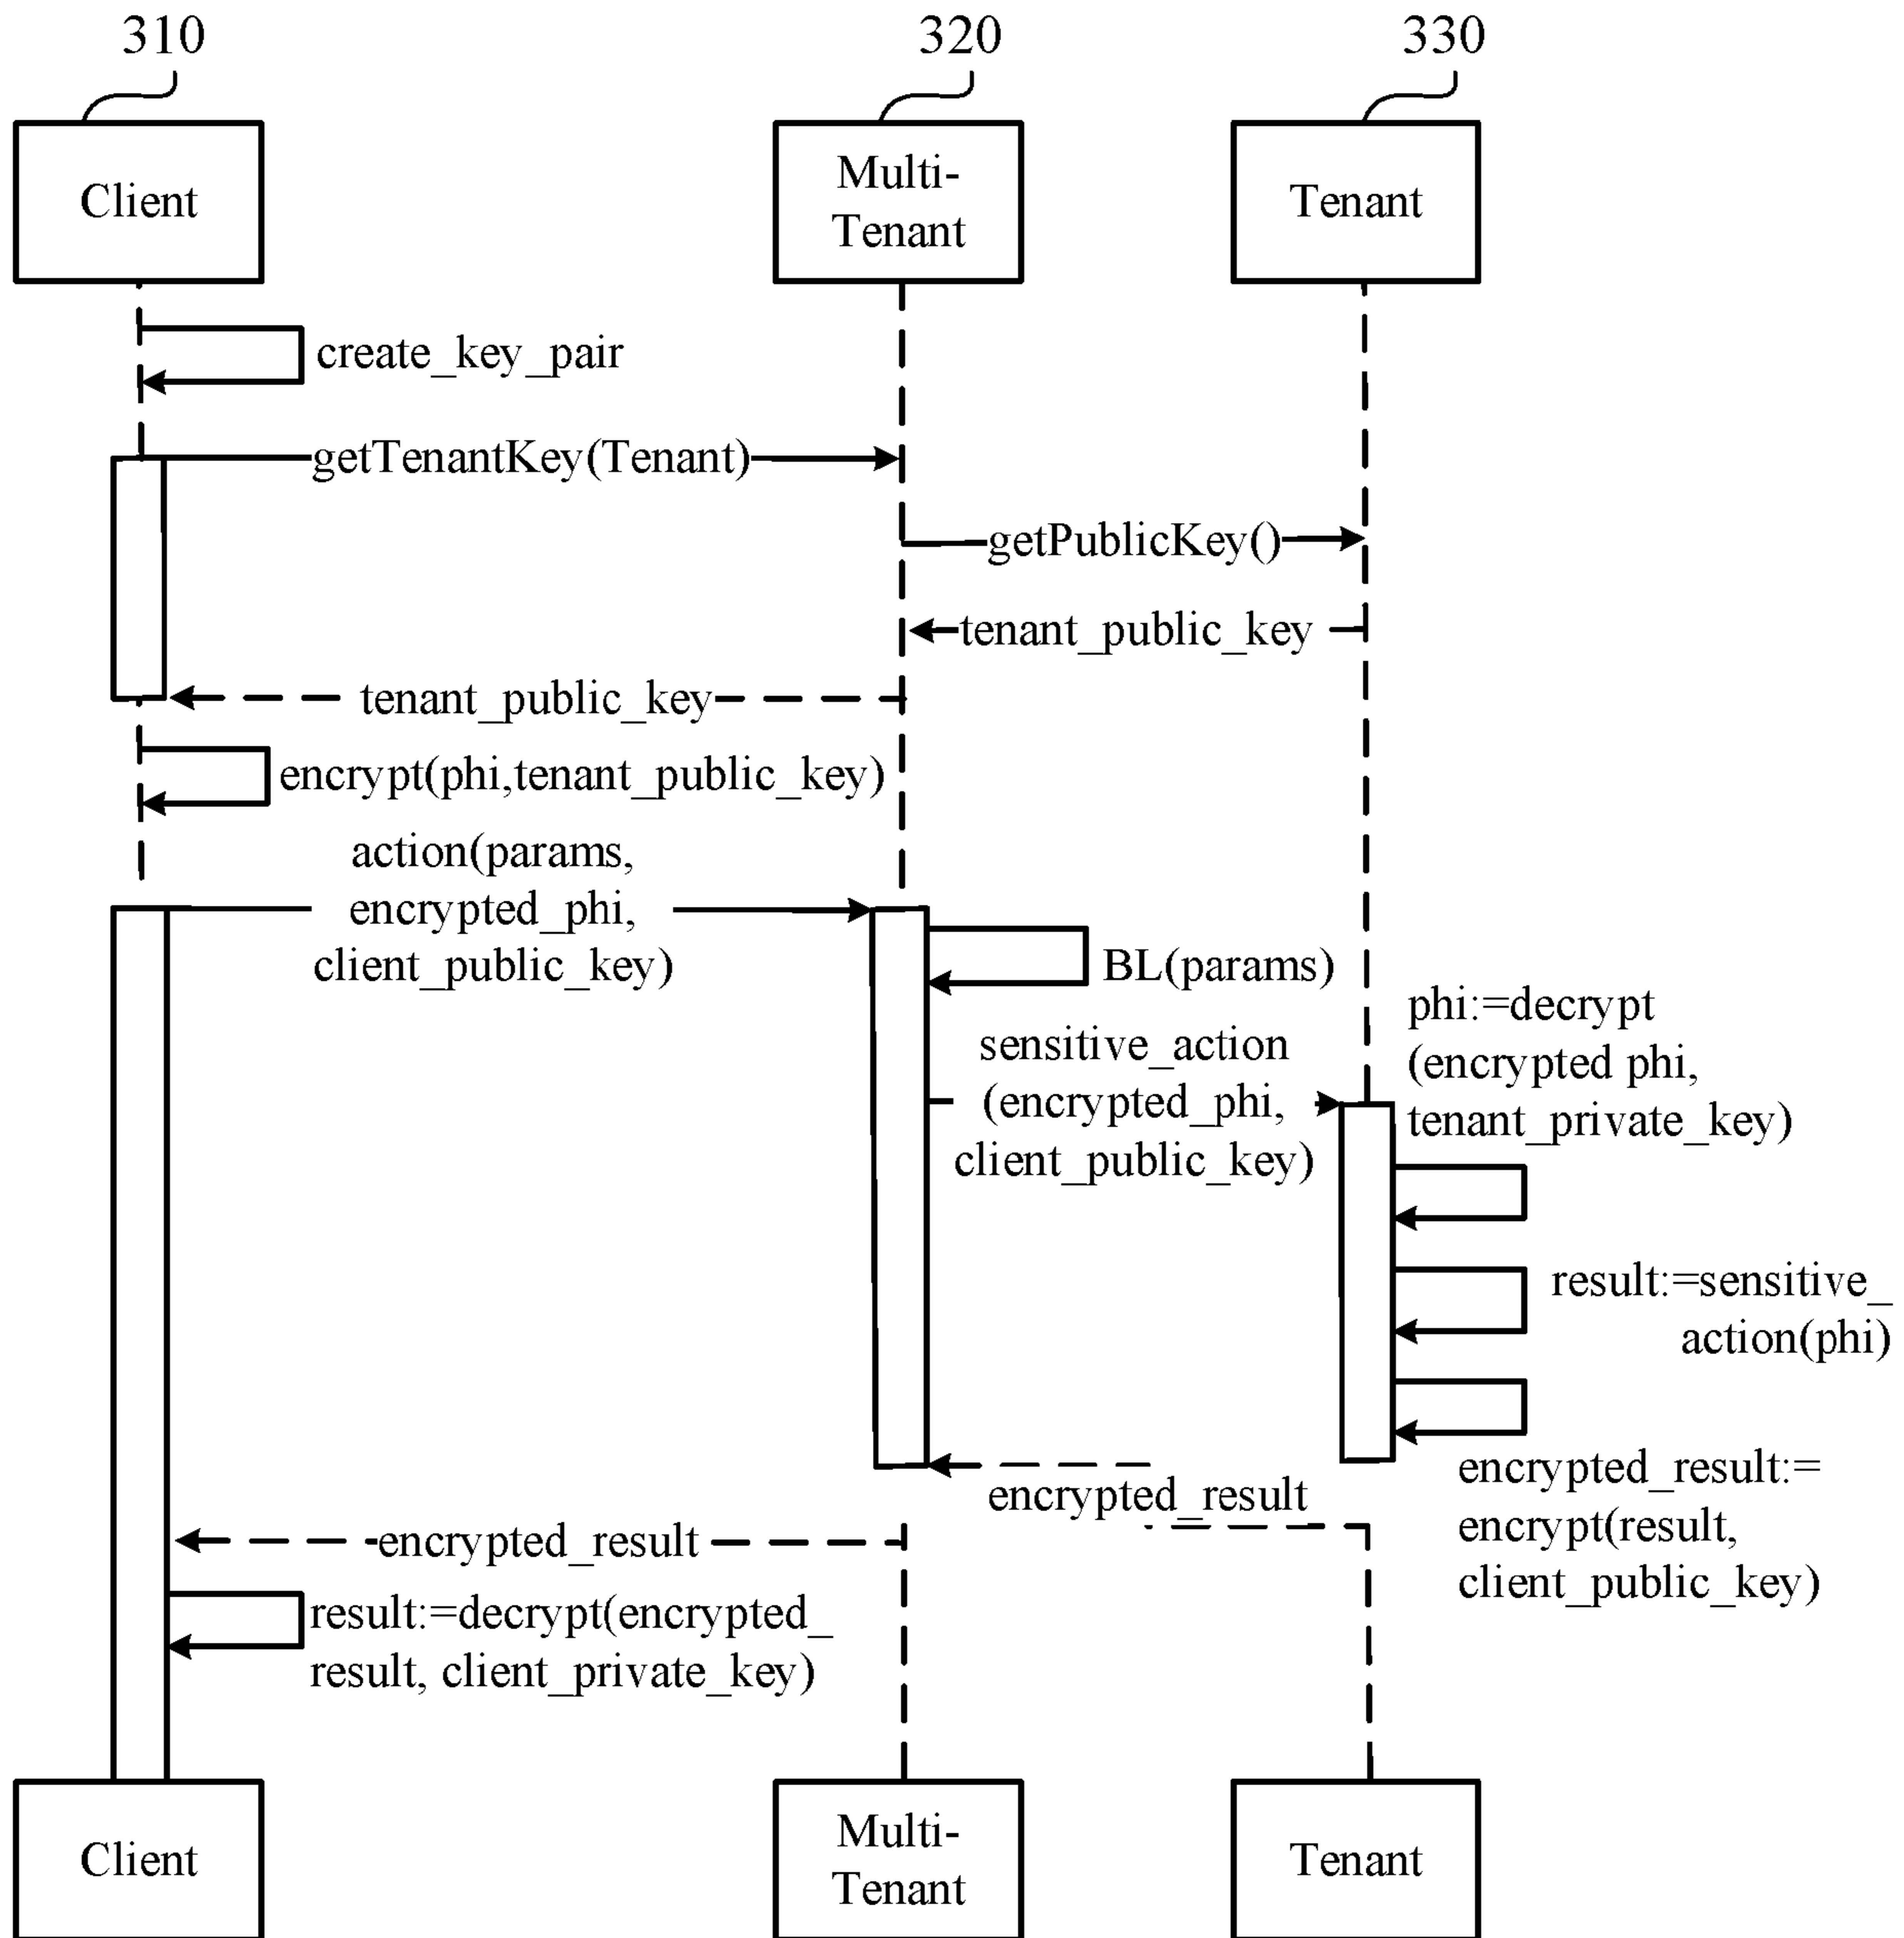 310
320
330
Client
Multi-
Tenant
Tenant
create_key_pair
getTenantKey(Tenant)
getPublicKey()
tenant_public_key
tenant_public_key
encrypt(phi,tenant_public_key)
action(params,
encrypted_phi,
client_public_key)
BL(params)
sensitive_action
(encrypted_phi,
client_public_key)
phi:=decrypt
(encrypted phi,
tenant_private_key)
result:=sensitive_
action(phi)
encrypted_result:=
encrypt(result,
client_public_key)
encrypted_result
encrypted_result
result:=decrypt(encrypted_
result, client_private_key)
Client
Multi-
Tenant
Tenant